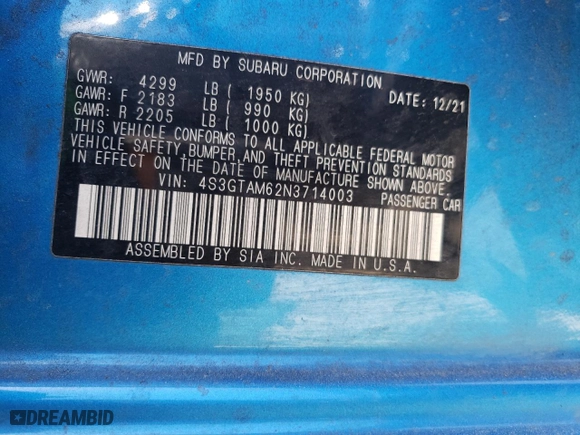 MFD BY SUBARU CORPORATION
GVWR: 4299 LB ( 1950 KG) DATE: 12/21
GAWR: F 2183 LB ( 990 KG)
GAWR: R 2205 LB ( 1000 KG)
THIS VEHICLE CONFORMS TO ALL APPLICABLE FEDERAL MOTOR
VEHICLE SAFETY, BUMPER, AND THEFT PREVENTION STANDARDS
IN EFFECT ON THE DATE OF MANUFACTURE SHOWN ABOVE.
VIN: 4S3GTAM62N3714003 PASSENGER CAR
ASSEMBLED BY SIA INC. MADE IN U.S.A.
DREAMBID